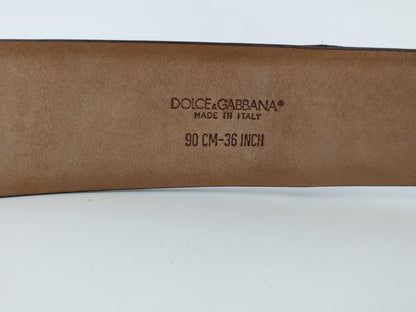 DOLCE&GABBANA®
MADE IN ITALY
90 CM-36 INCH